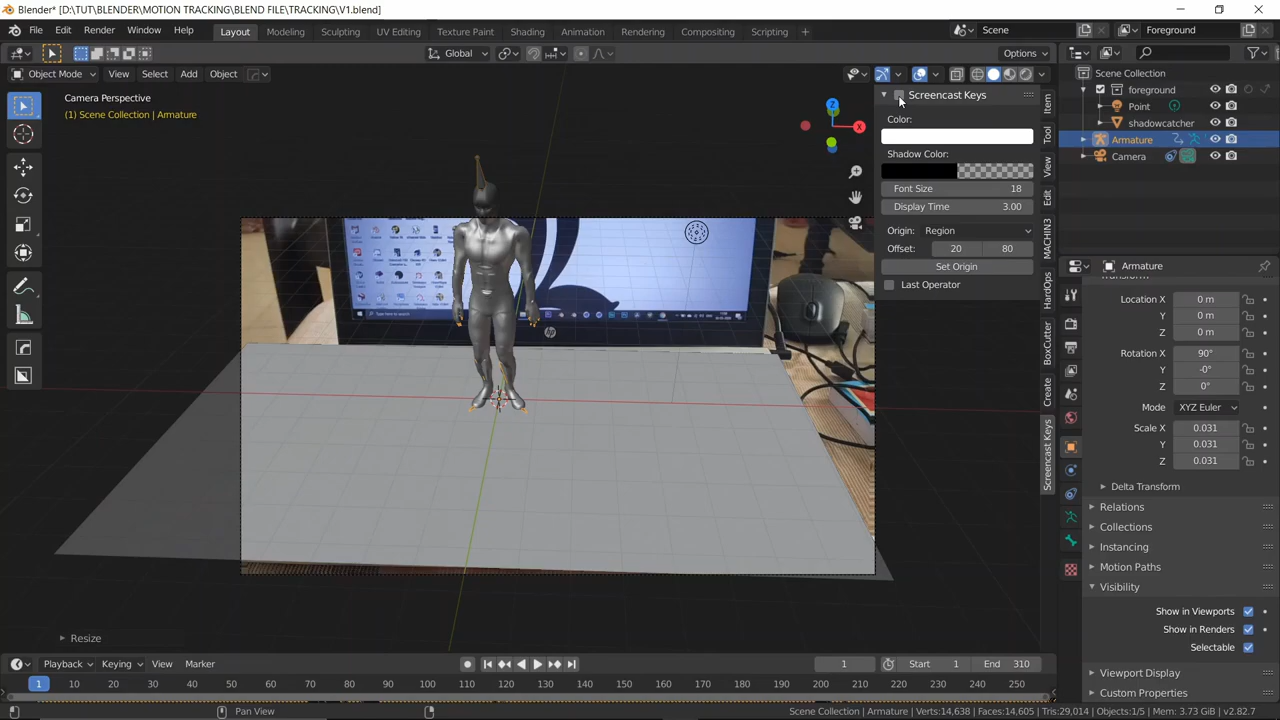 Blender* [D:\TUT\BLENDER\MOTION TRACKING\BLEND FILE\TRACKING\V1.blend]
File Edit Render Window Help
Layout Modeling Sculpting UV Editing Texture Paint Shading Animation Rendering Compositing Scripting +
Scene
Foreground
Global
Options
Object Mode View Select Add Object
Camera Perspective
(1) Scene Collection | Armature
Z
X
Screencast Keys
Color:
Shadow Color:
Font Size 18
Display Time 3.00
Origin: Region
Offset: 20 80
Set Origin
Last Operator
Item
Tool
View
Edit
MACHIN3
HardOps
BoxCutter
Create
Screencast Keys
Scene Collection
foreground
Point
shadowcatcher
Armature
Camera
Armature
Transform
Location X 0 m
Y 0 m
Z 0 m
Rotation X 90°
Y -0°
Z 0°
Mode XYZ Euler
Scale X 0.031
Y 0.031
Z 0.031
Delta Transform
Relations
Collections
Instancing
Motion Paths
Visibility
Show in Viewports
Show in Renders
Selectable
Viewport Display
Custom Properties
hp
Resize
Playback Keying View Marker
1
Start 1 End 310
1 10 20 30 40 50 60 70 80 90 100 110 120 130 140 150 160 170 180 190 200 210 220 230 240 250
Pan View
Scene Collection | Armature | Verts:14,638 | Faces:14,605 | Tris:29,014 | Objects:1/5 | Mem: 3.73 GiB | v2.82.7